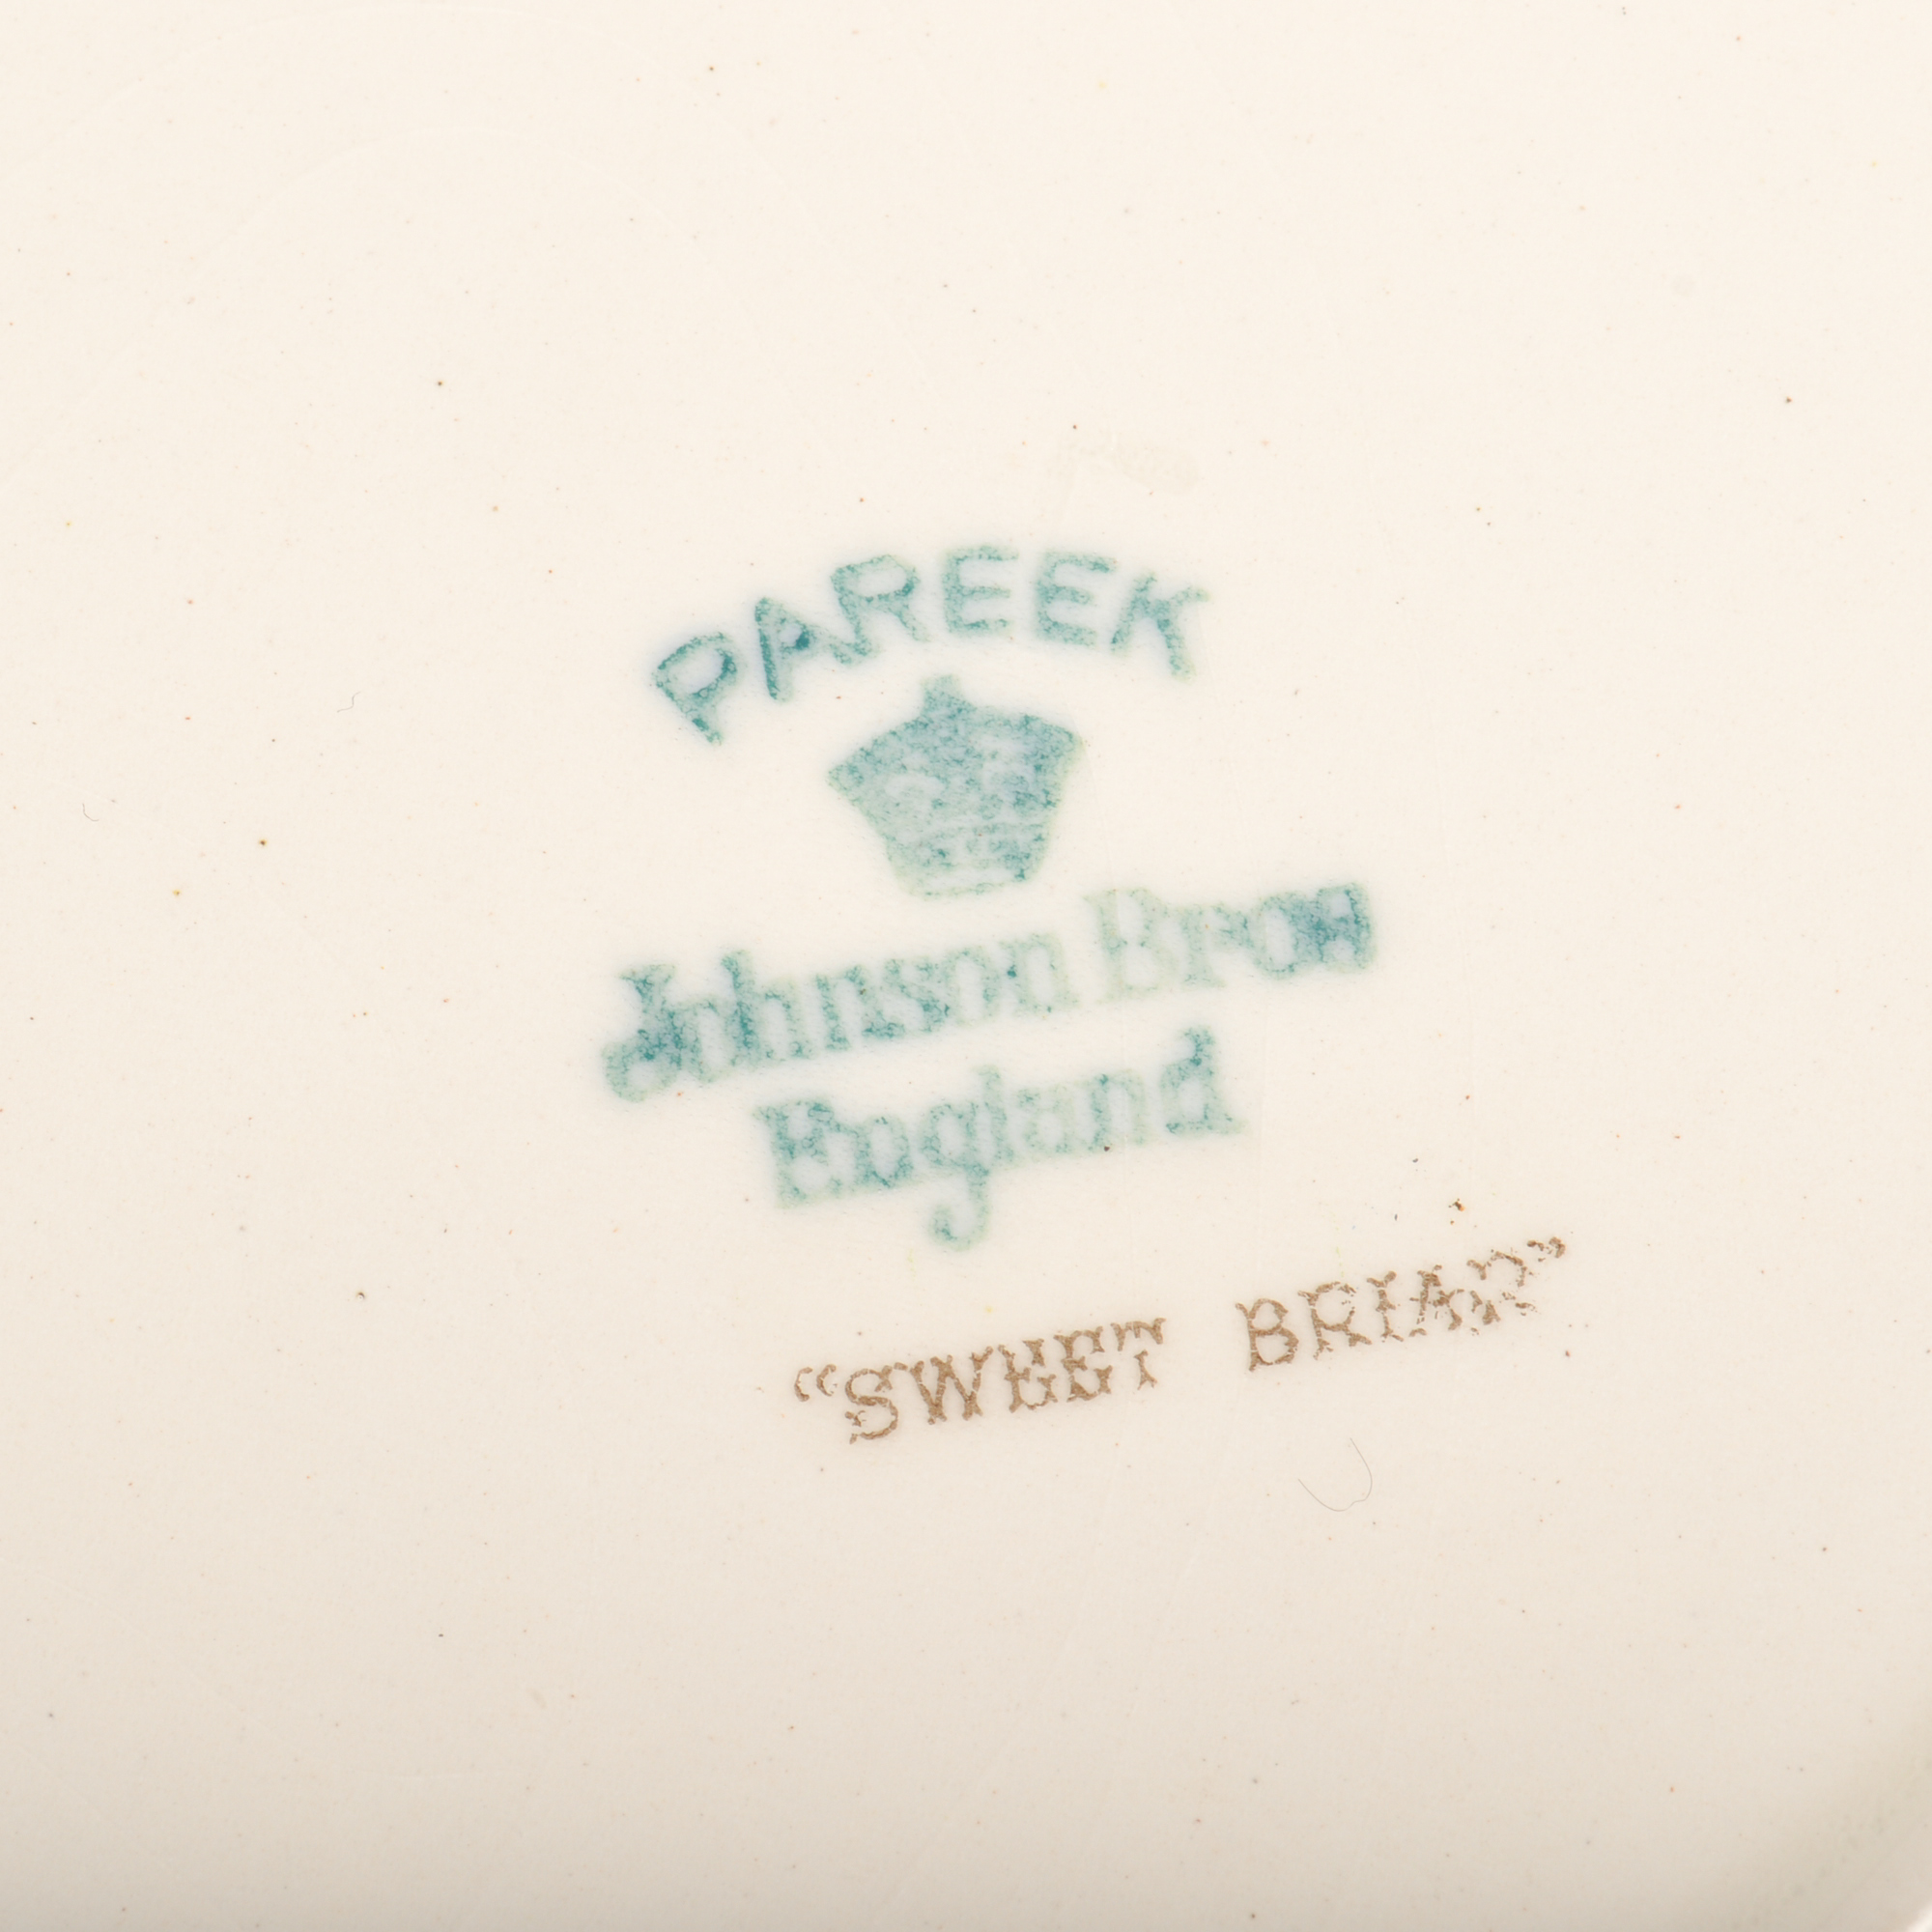 PAREEK
Johnson Bros
England
“SWEET BRIAR”